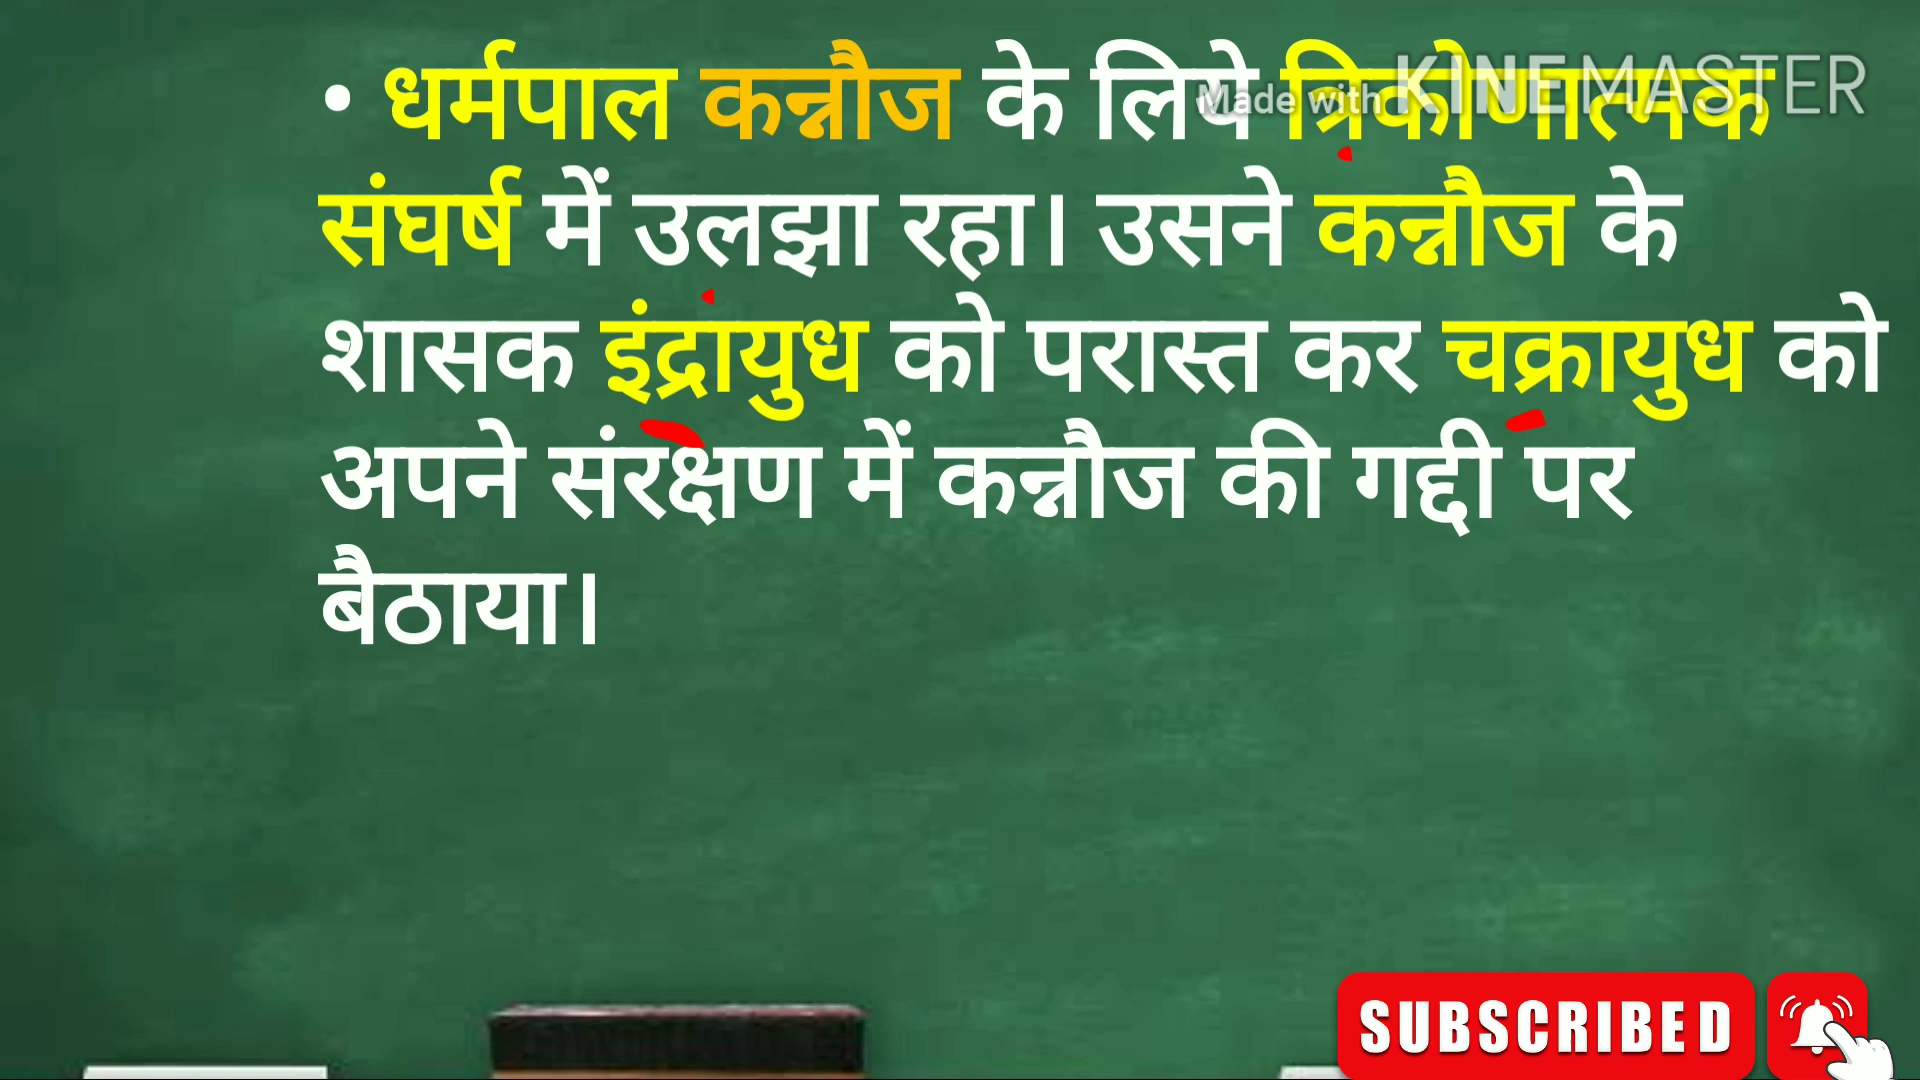 • धर्मपाल कन्नौज के लिये त्रिकोणात्मक
Made with KINEMASTER
संघर्ष में उलझा रहा। उसने कन्नौज के
शासक इंद्रायुध को परास्त कर चक्रायुध को
अपने संरक्षण में कन्नौज की गद्दी पर
बैठाया।
SUBSCRIBED